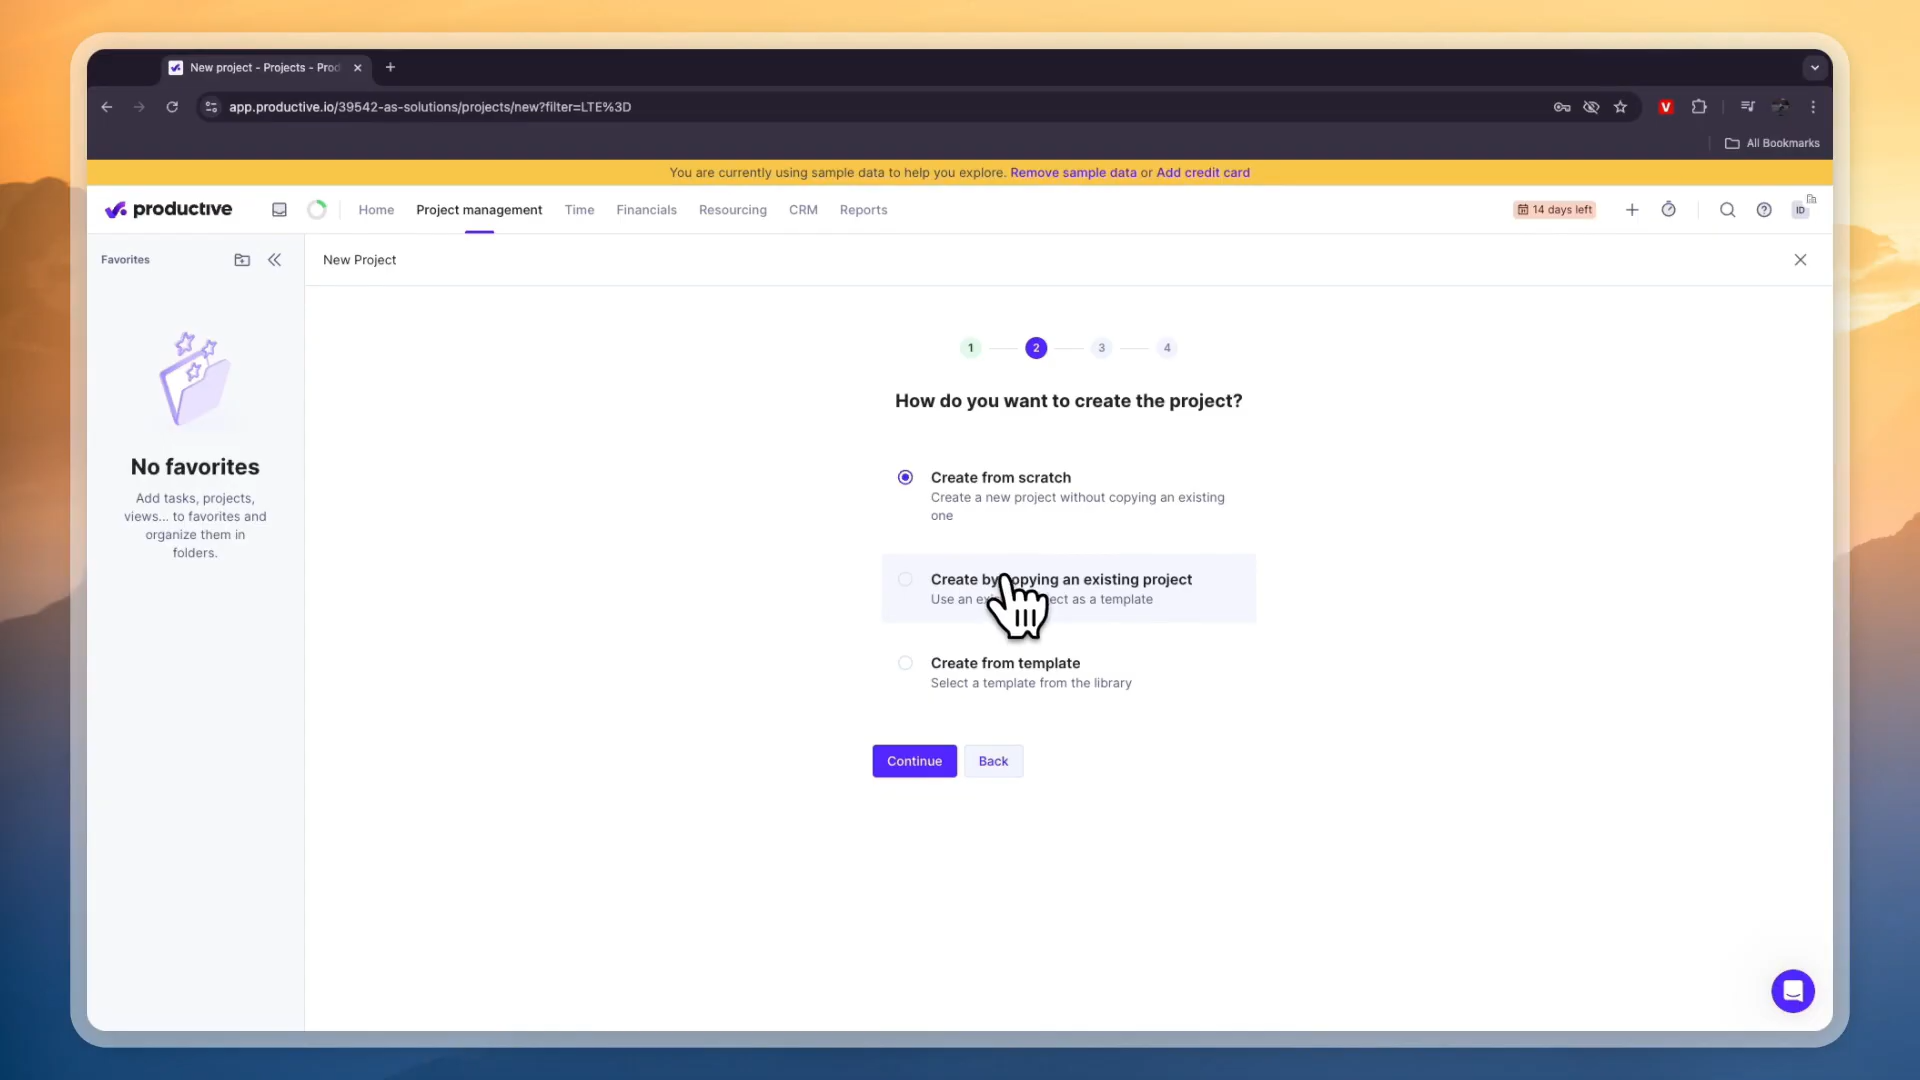 New project - Projects - Prod
app.productive.io/39542-as-solutions/projects/new?filter=LTE%3D
V
All Bookmarks
You are currently using sample data to help you explore. Remove sample data or Add credit card
productive
Home
Project management
Time
Financials
Resourcing
CRM
Reports
14 days left
ID
Favorites
New Project
1
2
3
4
How do you want to create the project?
No favorites
Add tasks, projects,
views... to favorites and
organize them in
folders.
Create from scratch
Create a new project without copying an existing
one
Create by copying an existing project
Use an ex ect as a template
Create from template
Select a template from the library
Continue
Back